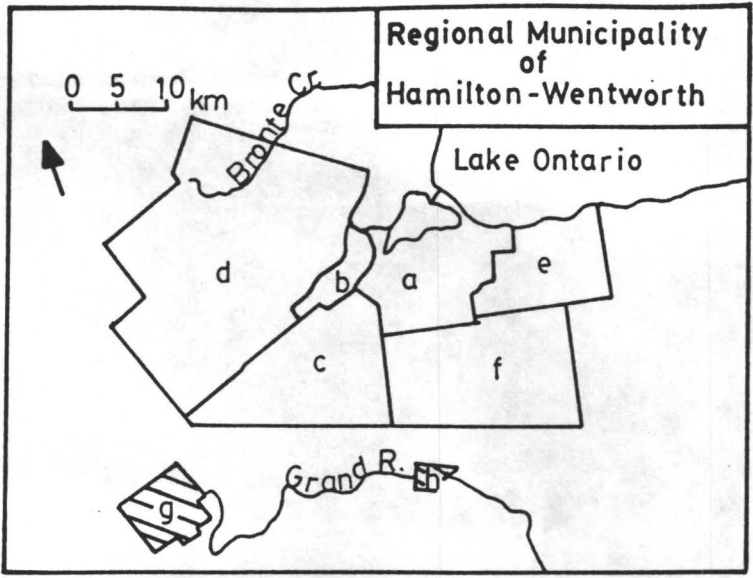 Regional Municipality
of
Hamilton-Wentworth
0 5 10 km
Bronte Cr.
Lake Ontario
d
b
a
e
c
f
Grand R.
g
h